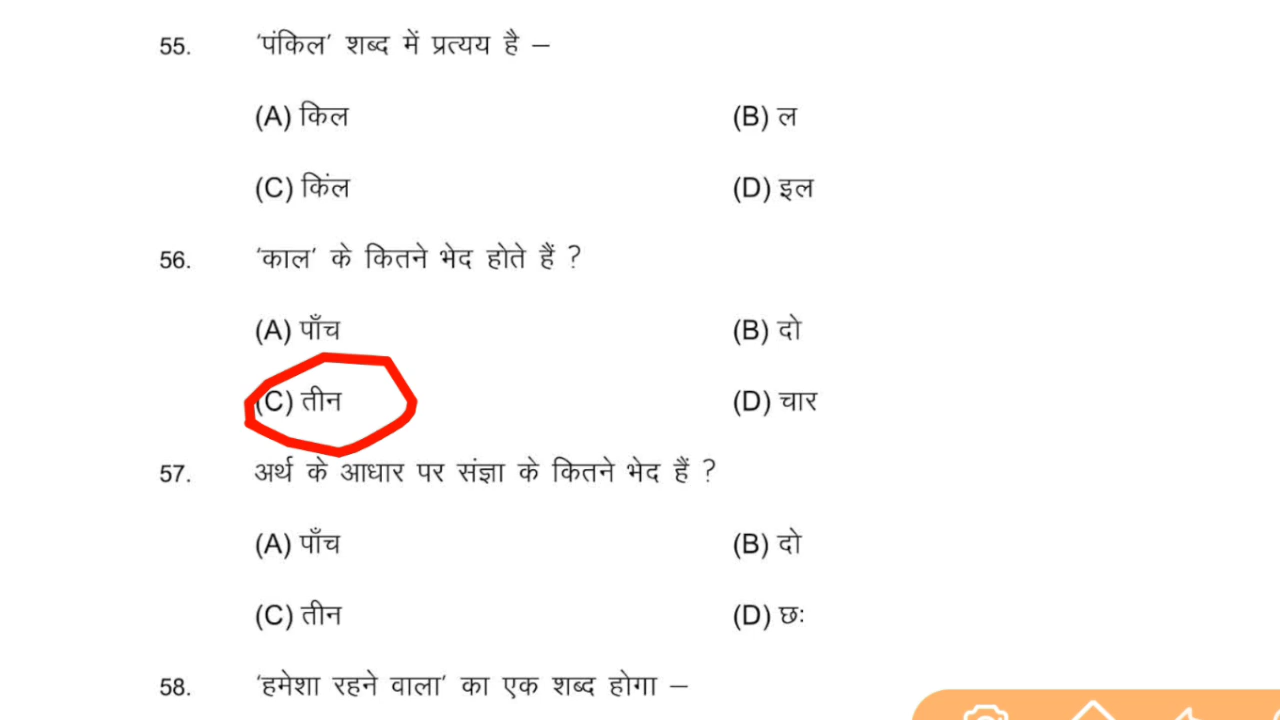 55. 'पंकिल' शब्द में प्रत्यय है –
(A) किल (B) ल
(C) किंल (D) इल
56. 'काल' के कितने भेद होते हैं ?
(A) पाँच (B) दो
(C) तीन (D) चार
57. अर्थ के आधार पर संज्ञा के कितने भेद हैं ?
(A) पाँच (B) दो
(C) तीन (D) छः
58. 'हमेशा रहने वाला' का एक शब्द होगा –